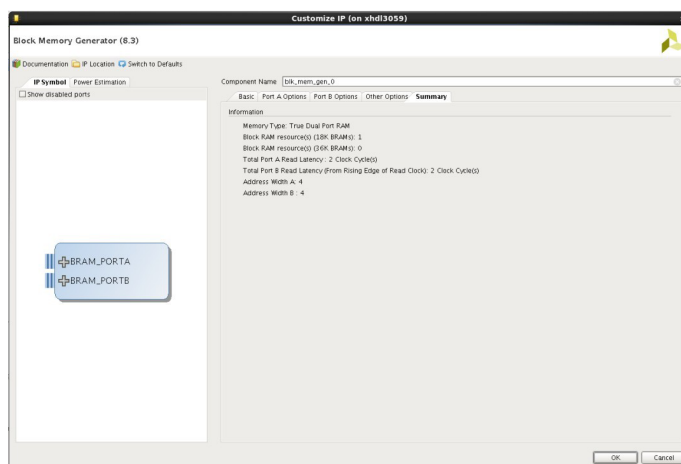 Customize IP (on xhdl3059)
Block Memory Generator (8.3)
Documentation IP Location Switch to Defaults
IP Symbol Power Estimation
Show disabled ports
BRAM_PORTA
BRAM_PORTB
Component Name blk_mem_gen_0
Basic Port A Options Port B Options Other Options Summary
Information
Memory Type: True Dual Port RAM
Block RAM resource(s) (18K BRAMs): 1
Block RAM resource(s) (36K BRAMs): 0
Total Port A Read Latency : 2 Clock Cycle(s)
Total Port B Read Latency (From Rising Edge of Read Clock): 2 Clock Cycle(s)
Address Width A: 4
Address Width B : 4
OK Cancel